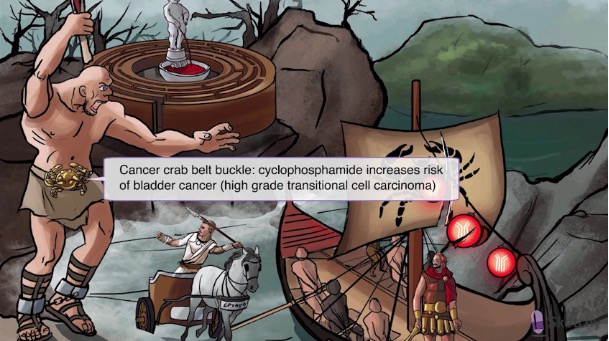 Cancer crab belt buckle: cyclophosphamide increases risk
of bladder cancer (high grade transitional cell carcinoma)